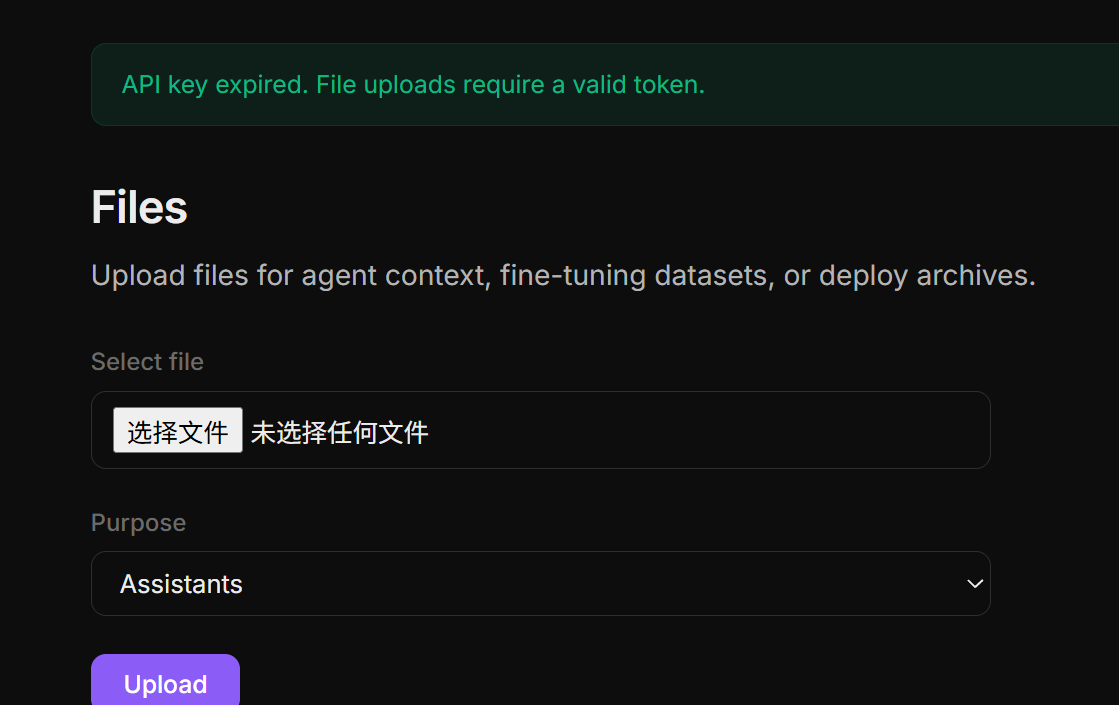 API key expired. File uploads require a valid token.
Files
Upload files for agent context, fine-tuning datasets, or deploy archives.
Select file
选择文件 未选择任何文件
Purpose
Assistants
Upload